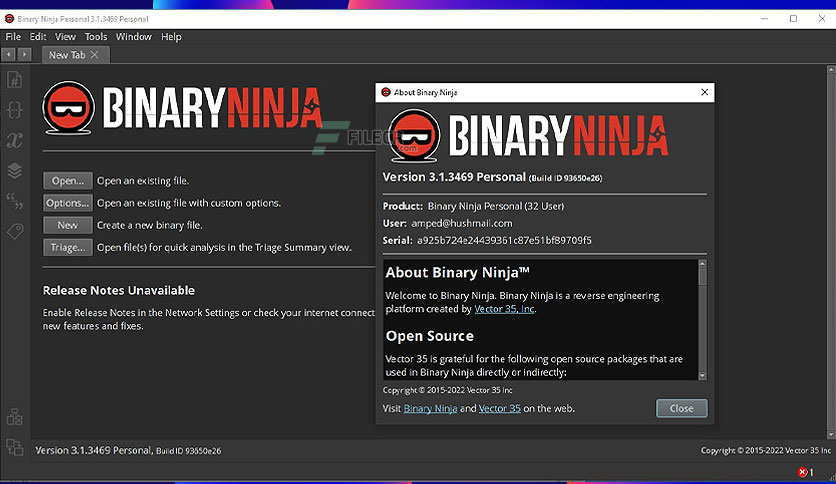 Binary Ninja Personal 3.1.3469 Personal
File Edit View Tools Window Help
New Tab
BINARYNINJA
FILECR
.com
Open... Open an existing file.
Options... Open an existing file with custom options.
New Create a new binary file.
Triage... Open file(s) for quick analysis in the Triage Summary view.
Release Notes Unavailable
Enable Release Notes in the Network Settings or check your internet connect
new features and fixes.
About Binary Ninja
BINARYNINJA
Version 3.1.3469 Personal (Build ID 93650e26)
Product: Binary Ninja Personal (32 User)
User: amped@hushmail.com
Serial: a925b724e24439361c87e51bf89709f5
About Binary Ninja™
Welcome to Binary Ninja. Binary Ninja is a reverse engineering
platform created by Vector 35, Inc.
Open Source
Vector 35 is grateful for the following open source packages that are
used in Binary Ninja directly or indirectly:
Copyright © 2015-2022 Vector 35 Inc
Visit Binary Ninja and Vector 35 on the web.
Close
Version 3.1.3469 Personal, Build ID 93650e26
Copyright © 2015-2022 Vector 35 Inc
1